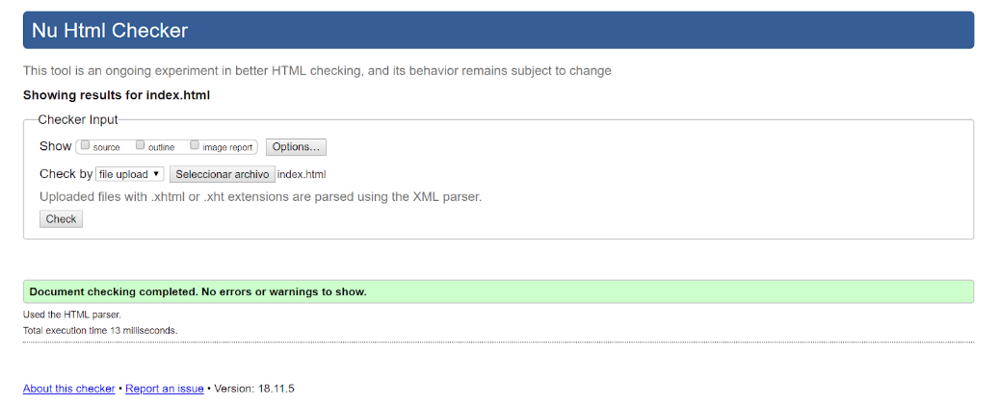 Nu Html Checker
This tool is an ongoing experiment in better HTML checking, and its behavior remains subject to change
Showing results for index.html
Checker Input
Show source outline image report Options...
Check by file upload Seleccionar archivo index.html
Uploaded files with .xhtml or .xht extensions are parsed using the XML parser.
Check
Document checking completed. No errors or warnings to show.
Used the HTML parser.
Total execution time 13 milliseconds.
About this checker • Report an issue • Version: 18.11.5